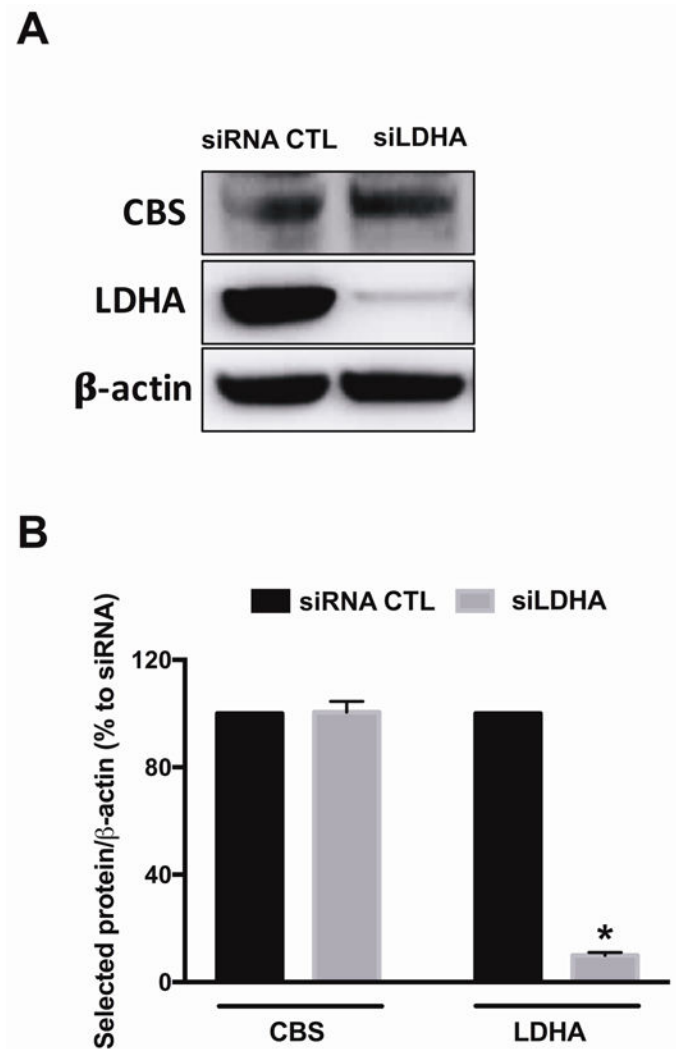 A
siRNA CTL siLDHA
CBS
LDHA
β-actin
B
siRNA CTL siLDHA
Selected protein/β-actin (% to siRNA)
120
80
40
0
*
CBS LDHA